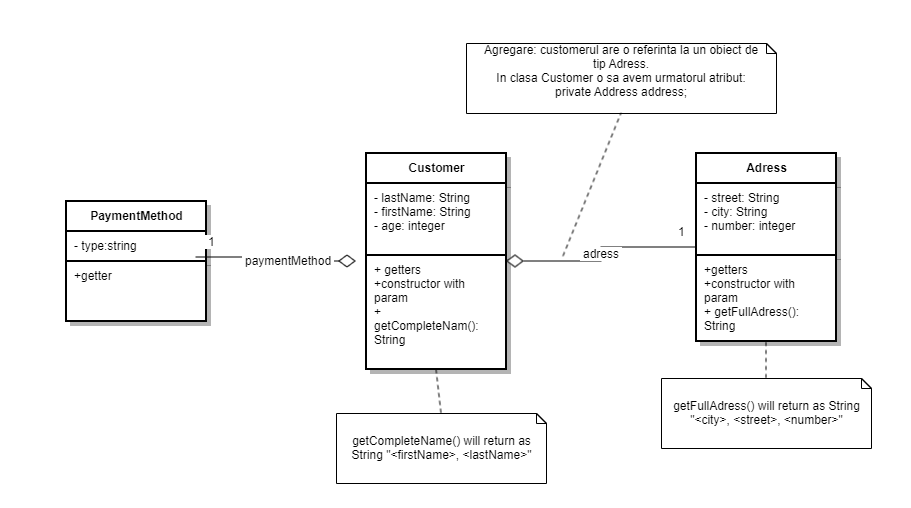 Agregare: customerul are o referinta la un obiect de
tip Adress.
In clasa Customer o sa avem urmatorul atribut:
private Address address;
PaymentMethod
- type:string
+getter
1
paymentMethod
Customer
- lastName: String
- firstName: String
- age: integer
+ getters
+constructor with
param
+
getCompleteNam():
String
adress
1
Adress
- street: String
- city: String
- number: integer
+getters
+constructor with
param
+ getFullAdress():
String
getCompleteName() will return as
String "<firstName>, <lastName>"
getFullAdress() will return as String
"<city>, <street>, <number>"